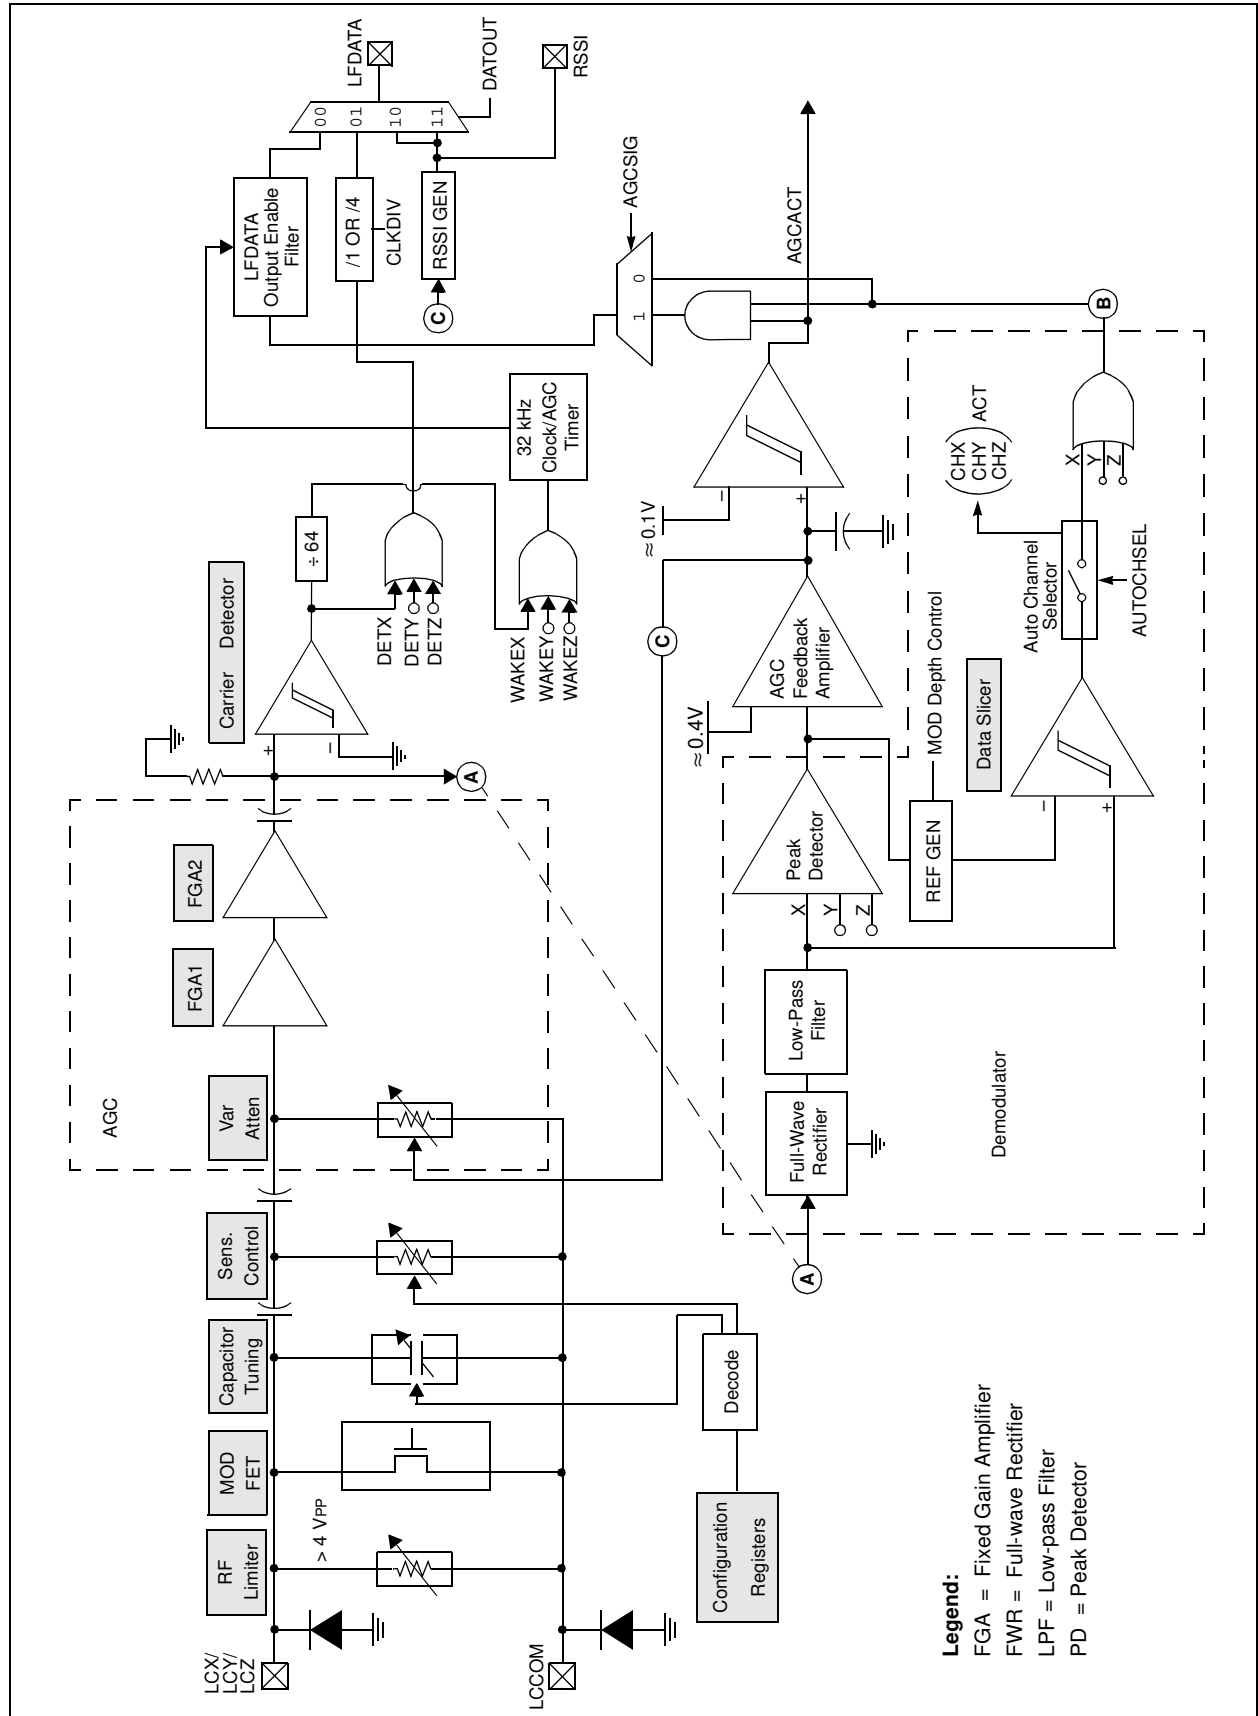 LCX/
LCY/
LCZ
LCCOM
RF
Limiter
> 4 VPP
MOD
FET
Capacitor
Tuning
Sens.
Control
Var
Atten
AGC
FGA1
FGA2
Carrier Detector
+
–
A
÷ 64
DETX
DETY
DETZ
WAKEX
WAKEY
WAKEZ
32 kHz
Clock/AGC
Timer
LFDATA
Output Enable
Filter
/1 OR /4
CLKDIV
RSSI GEN
C
00
01
10
11
LFDATA
DATOUT
RSSI
Configuration
Registers
Decode
A
Full-Wave
Rectifier
Low-Pass
Filter
Demodulator
X
Y
Z
Peak
Detector
≈ 0.4V
AGC
Feedback
Amplifier
C
≈ 0.1V
–
+
1
0
AGCSIG
AGCACT
REF GEN
MOD Depth Control
Data Slicer
–
+
Auto Channel
Selector
AUTOCHSEL
CHX
CHY
CHZ
ACT
X
Y
Z
B
Legend:
FGA = Fixed Gain Amplifier
FWR = Full-wave Rectifier
LPF = Low-pass Filter
PD = Peak Detector